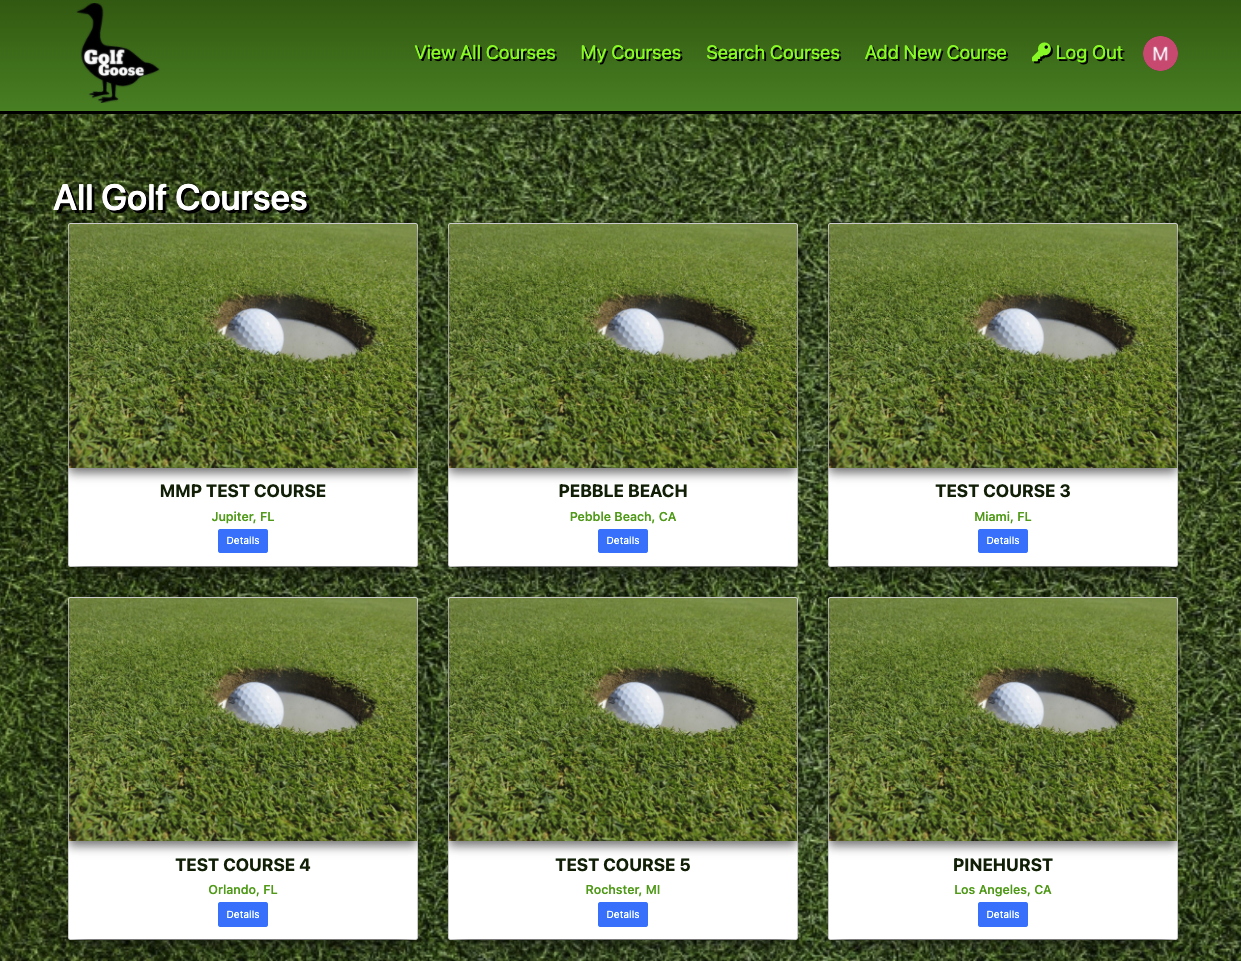 Golf
Goose
View All Courses
My Courses
Search Courses
Add New Course
Log Out
M
All Golf Courses
MMP TEST COURSE
Jupiter, FL
Details
PEBBLE BEACH
Pebble Beach, CA
Details
TEST COURSE 3
Miami, FL
Details
TEST COURSE 4
Orlando, FL
Details
TEST COURSE 5
Rochster, MI
Details
PINEHURST
Los Angeles, CA
Details